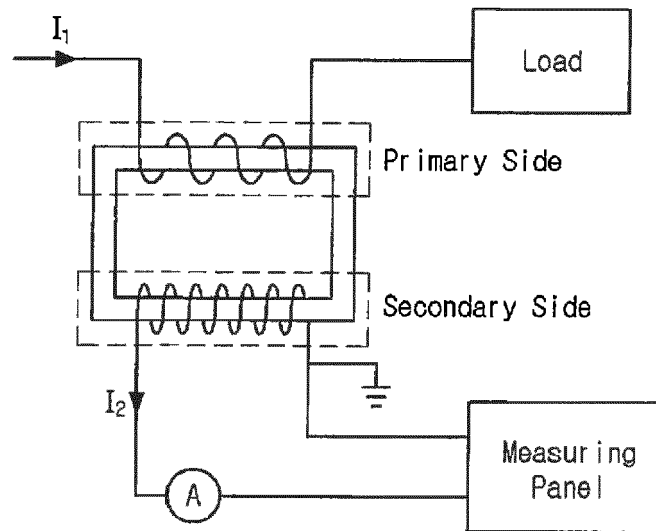 I₁
Load
Primary Side
Secondary Side
I₂
A
Measuring
Panel